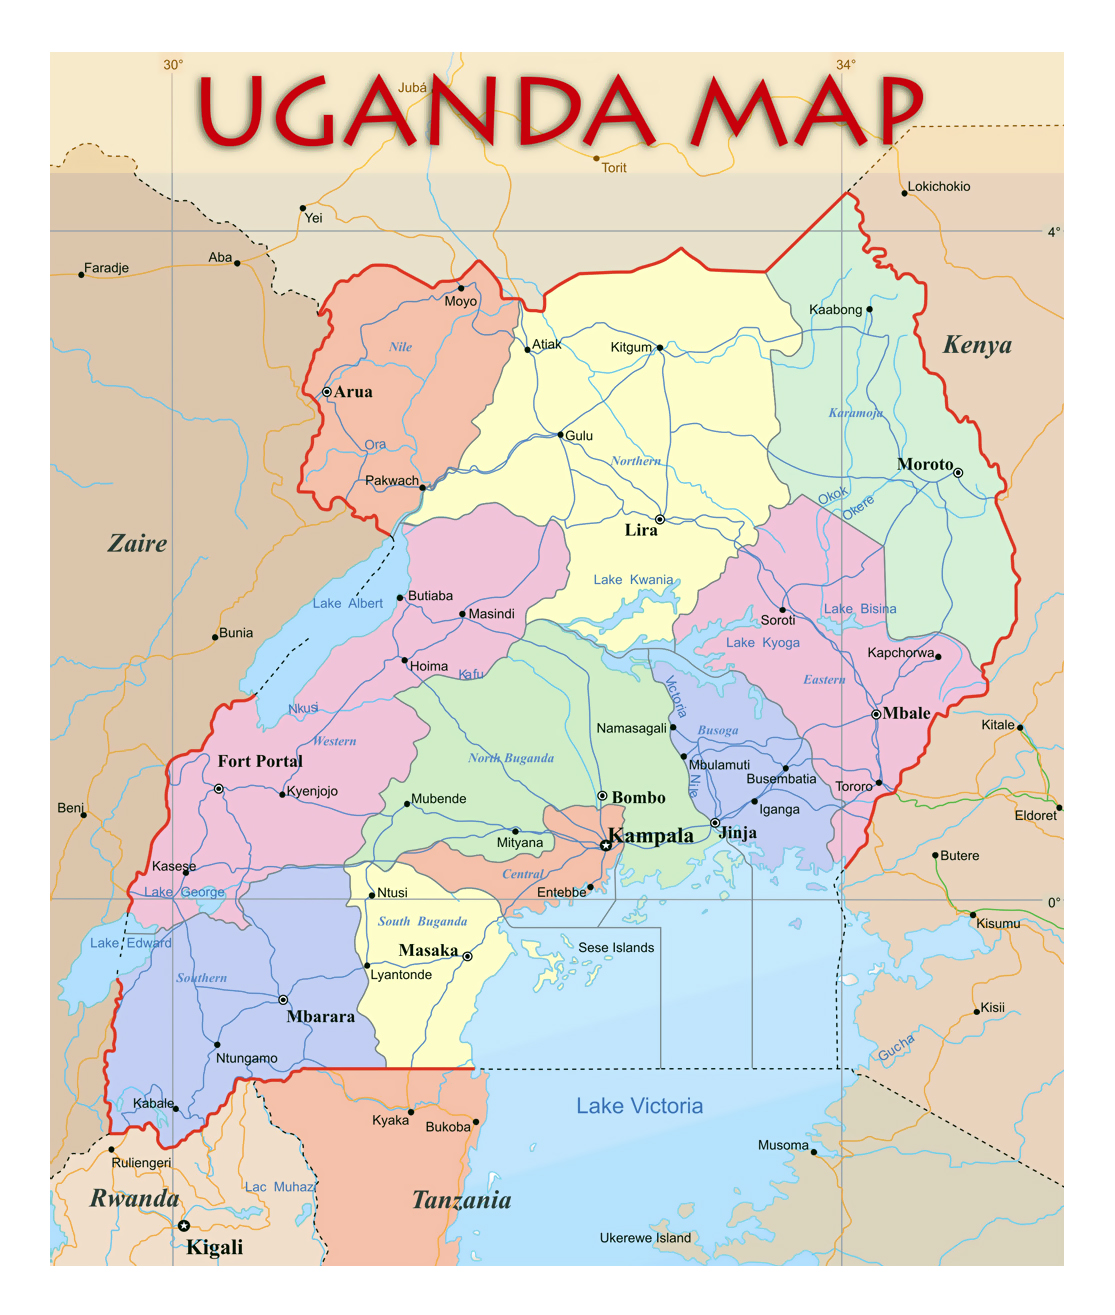 30°
34°
UGANDA MAP
Jubá
Torit
Lokichokio
Yei
4°
Aba
Faradje
Moyo
Kaabong
Atiak
Kitgum
Kenya
Nile
Arua
Karamoja
Ora
Gulu
Northern
Moroto
Pakwach
Okok
Okere
Lira
Zaire
Lake Kwania
Butiaba
Lake Albert
Masindi
Lake Bisina
Soroti
Bunia
Lake Kyoga
Kapchorwa
Hoima
Kafu
Eastern
Victoria
Nkusi
Mbale
Namasagali
Busoga
Kitale
Western
North Buganda
Fort Portal
Mbulamuti
Busembatia
Nile
Tororo
Kyenjojo
Mubende
Bombo
Beni
Iganga
Eldoret
Kampala
Jinja
Mityana
Butere
Kasese
Central
Lake George
Ntusi
Entebbe
0°
South Buganda
Kisumu
Lake Edward
Masaka
Sese Islands
Southern
Lyantonde
Mbarara
Kisii
Gucha
Ntungamo
Kabale
Lake Victoria
Kyaka
Bukoba
Musoma
Ruliengeri
Lac Muhazi
Rwanda
Tanzania
Kigali
Ukerewe Island